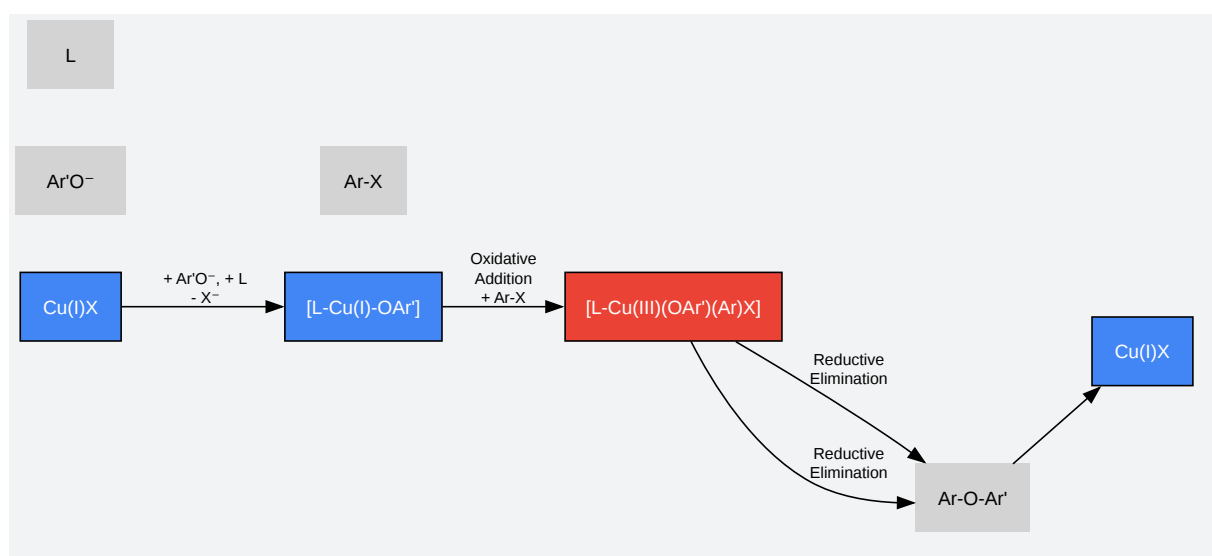 L
Ar'O⁻
Ar-X
Cu(I)X
+ Ar'O⁻, + L
- X⁻
[L-Cu(I)-OAr']
Oxidative
Addition
+ Ar-X
[L-Cu(III)(OAr')(Ar)X]
Reductive
Elimination
Cu(I)X
Reductive
Elimination
Ar-O-Ar'